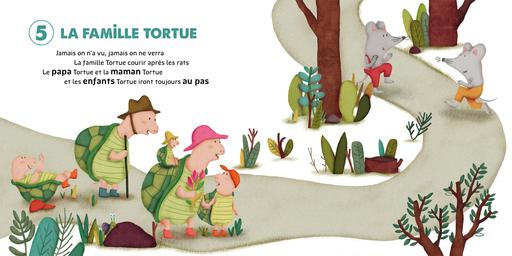 5 LA FAMILLE TORTUE
Jamais on n'a vu, jamais on ne verra
La famille Tortue courir après les rats
Le papa Tortue et la maman Tortue
et les enfants Tortue iront toujours au pas